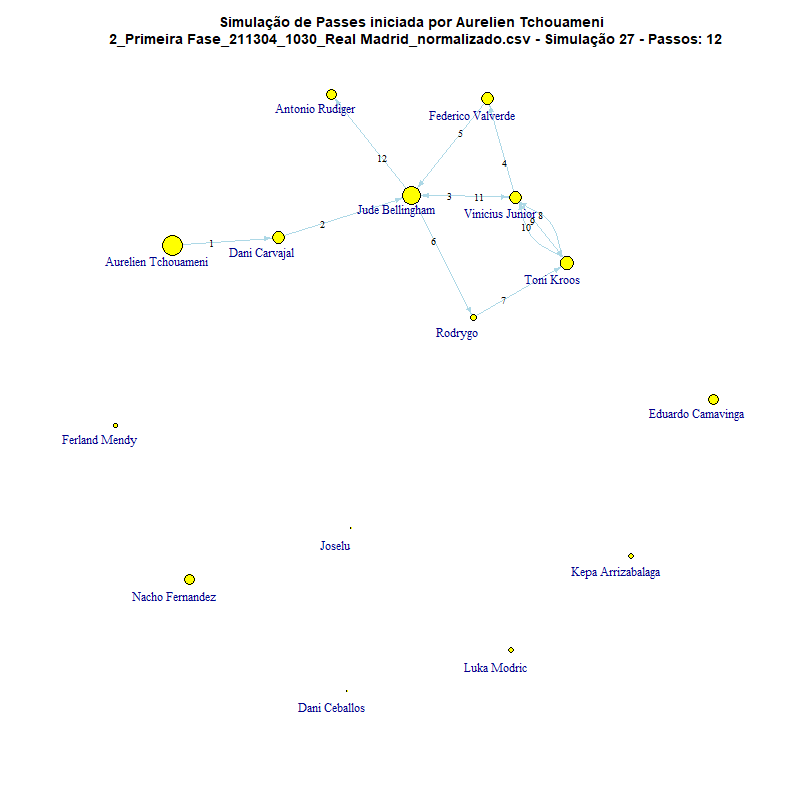 Simulação de Passes iniciada por Aurelien Tchouameni
2_Primeira Fase_211304_1030_Real Madrid_normalizado.csv - Simulação 27 - Passos: 12
Antonio Rudiger
Federico Valverde
5
12
4
3
11
Jude Bellingham
Vinicius Junior
8
9
10
2
6
1
Dani Carvajal
Aurelien Tchouameni
Toni Kroos
7
Rodrygo
Eduardo Camavinga
Ferland Mendy
Joselu
Kepa Arrizabalaga
Nacho Fernandez
Luka Modric
Dani Ceballos